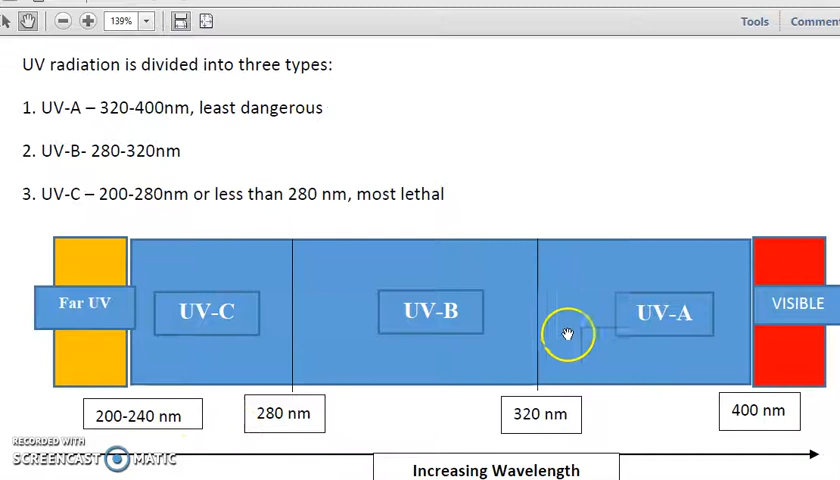 139%
Tools
Comment
UV radiation is divided into three types:
1. UV-A – 320-400nm, least dangerous
2. UV-B- 280-320nm
3. UV-C – 200-280nm or less than 280 nm, most lethal
Far UV
UV-C
UV-B
UV-A
VISIBLE
200-240 nm
280 nm
320 nm
400 nm
RECORDED WITH
SCREENCAST MATIC
Increasing Wavelength